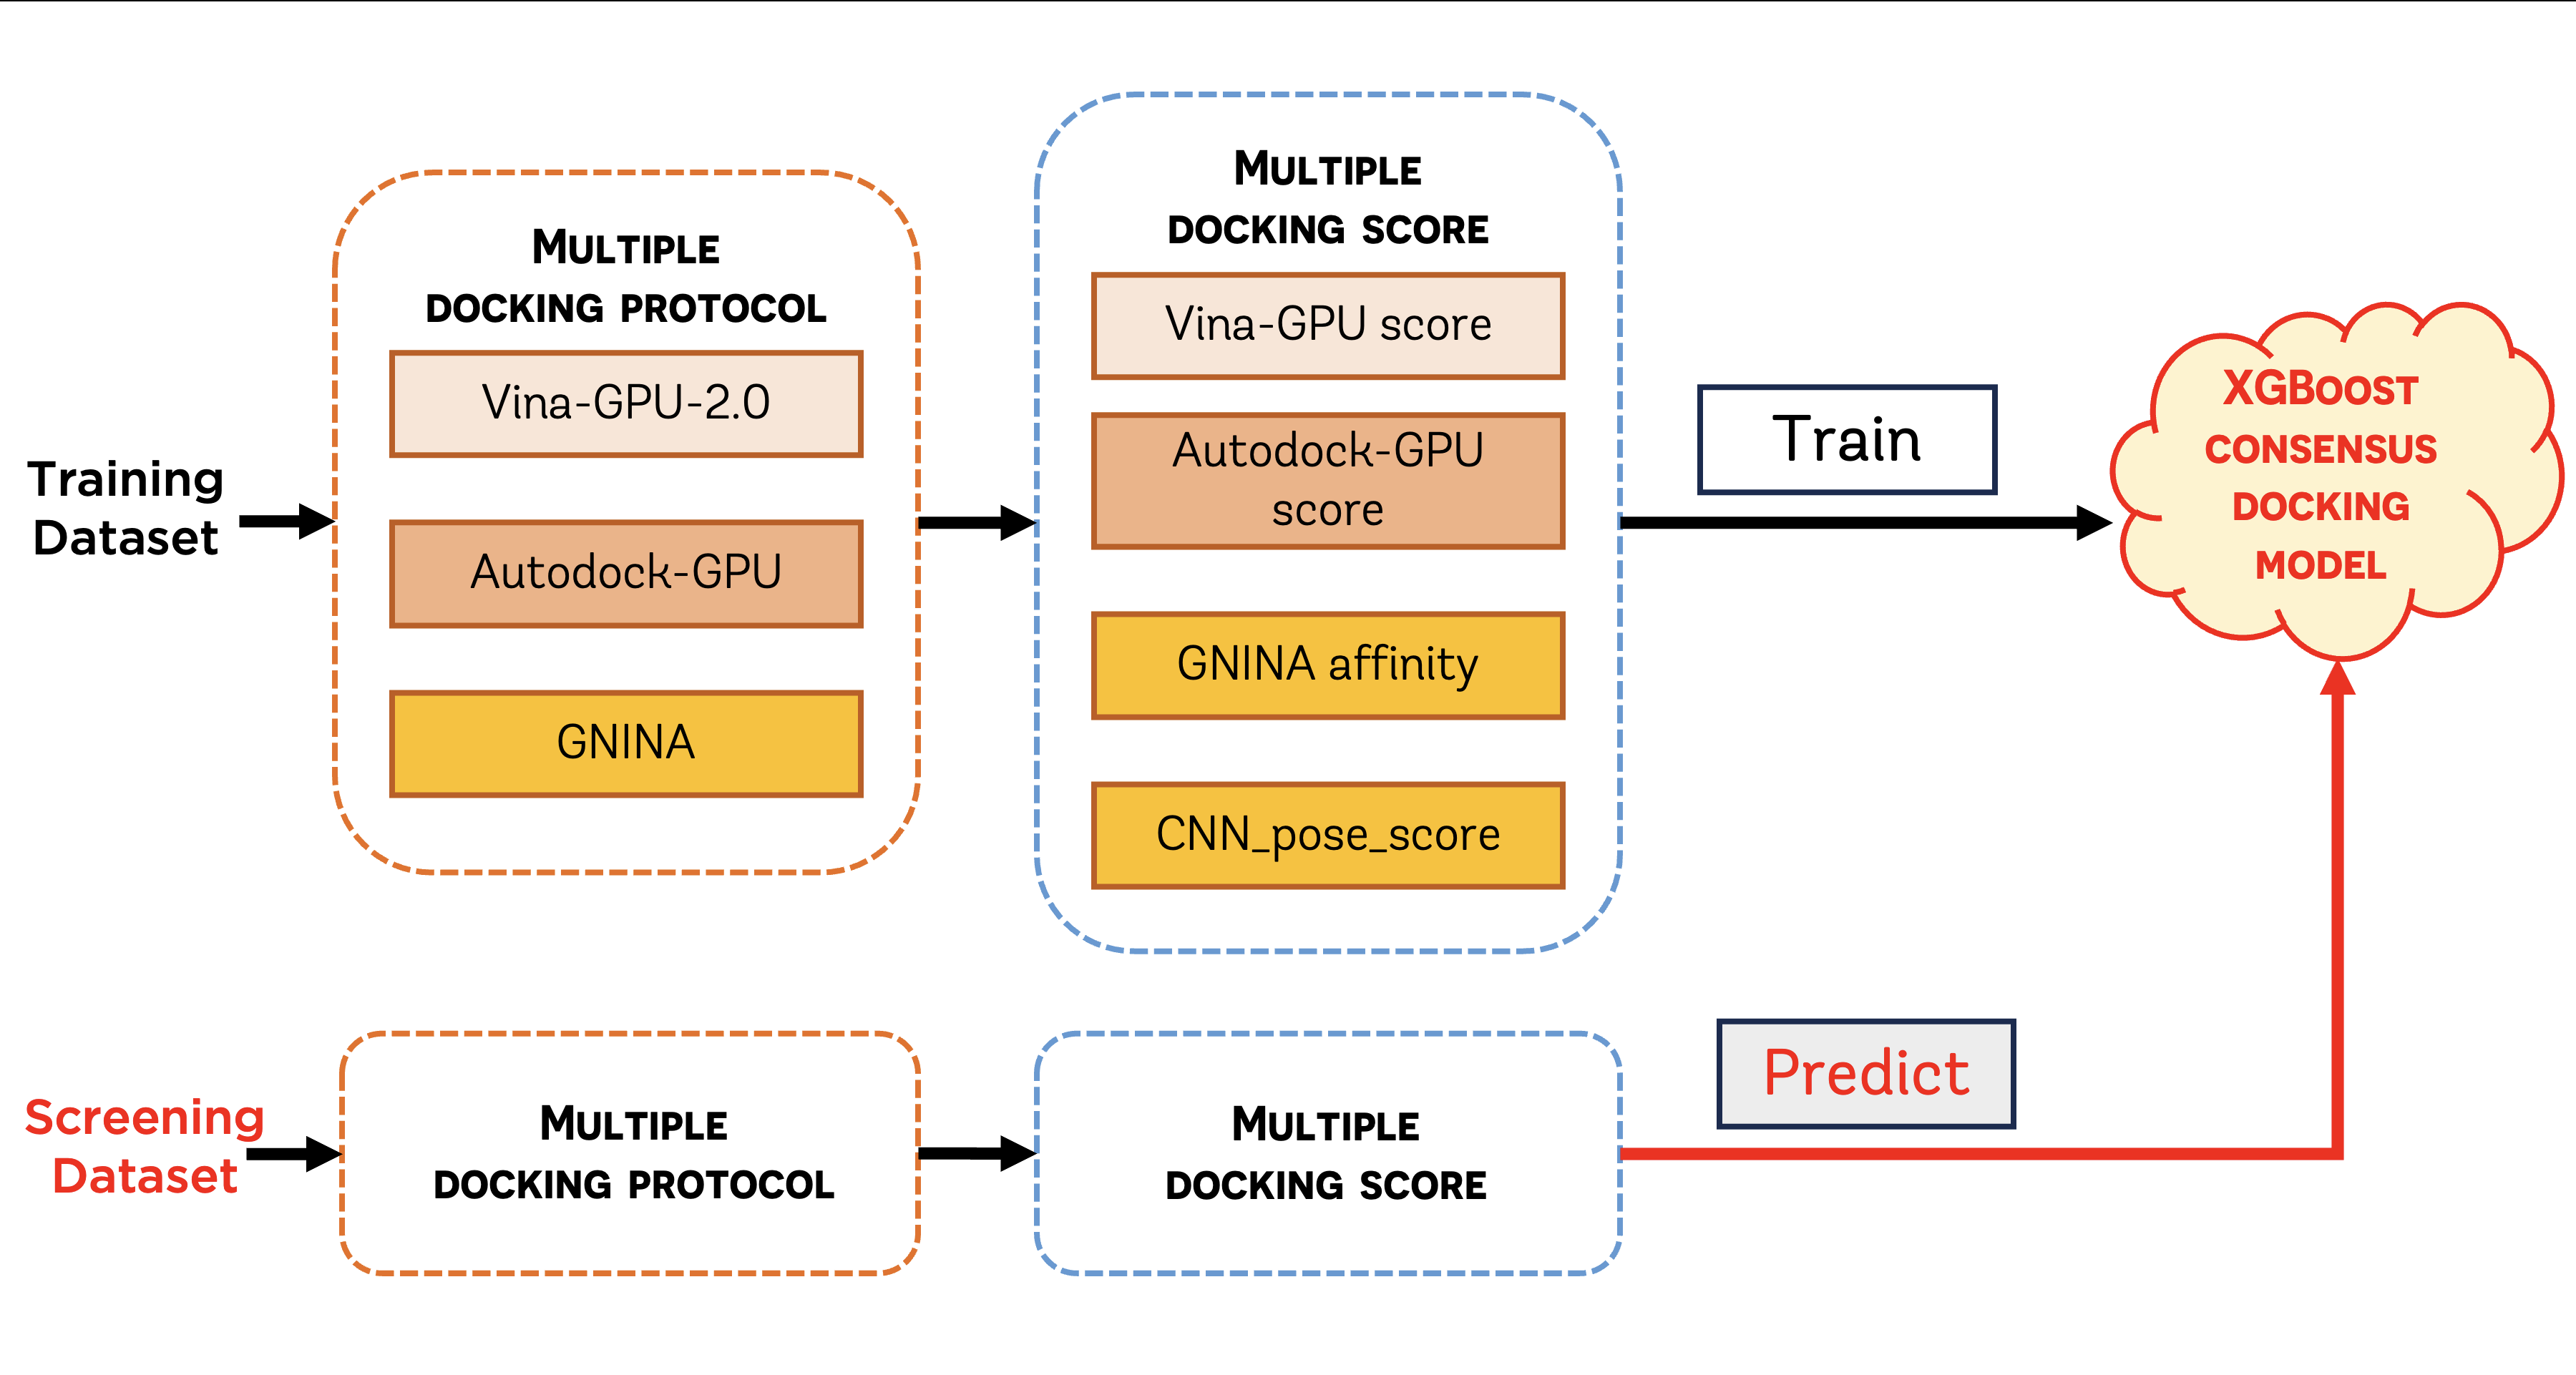 Training
Dataset
MULTIPLE
DOCKING PROTOCOL
Vina-GPU-2.0
Autodock-GPU
GNINA
MULTIPLE
DOCKING SCORE
Vina-GPU score
Autodock-GPU
score
GNINA affinity
CNN_pose_score
Train
XGBOOST
CONSENSUS
DOCKING
MODEL
Screening
Dataset
MULTIPLE
DOCKING PROTOCOL
MULTIPLE
DOCKING SCORE
Predict